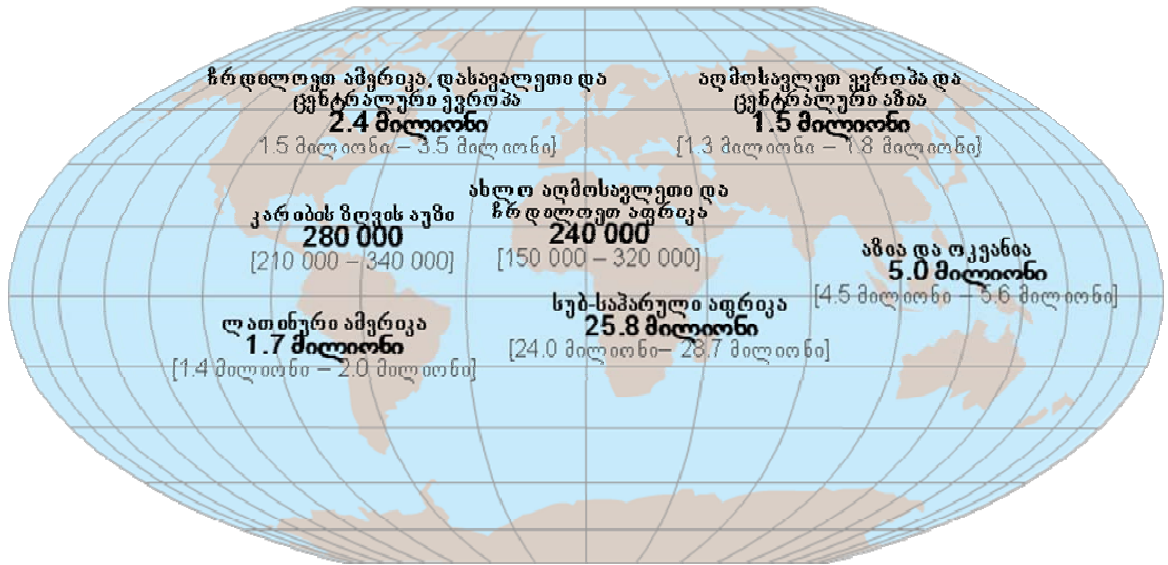 ჩრდილოეთ ამერიკა, დასავალეთი და
ცენტრალური ევროპა
2.4 მილიონი
1.5 მილიონი – 3.5 მილიონი]
აღმოსავლეთ ევროპა და
ცენტრალური აზია
1.5 მილიონი
[1.3 მილიონი – 1.8 მილიონი]
ახლო აღმოსავლეთი და
ჩრდილოეთ აფრიკა
240 000
[150 000 – 320 000]
კარიბის ზღვის აუზი
280 000
[210 000 – 340 000]
აზია და ოკეანია
5.0 მილიონი
[4.5 მილიონი – 5.6 მილიონი]
სუბ-საჰარული აფრიკა
25.8 მილიონი
[24.0 მილიონი– 28.7 მილიონი]
ლათინური ამერიკა
1.7 მილიონი
[1.4 მილიონი – 2.0 მილიონი]